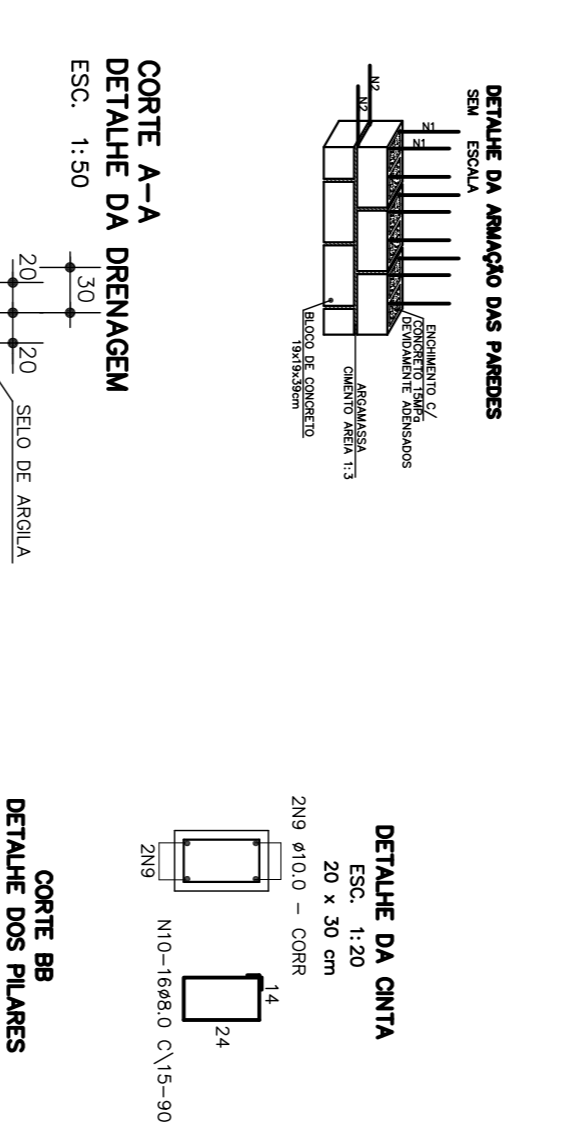 DETALHE DA ARMAÇÃO DAS PAREDES
SEM ESCALA
N1
N1
N2
N2
ENCHIMENTO C/
CONCRETO 15MPa
DEVIDAMENTE ADENSADOS
ARGAMASSA
CIMENTO AREIA 1:3
BLOCO DE CONCRETO
19x19x39cm
CORTE A-A
DETALHE DA DRENAGEM
ESC. 1:50
30
20
20
SELO DE ARGILA
DETALHE DA CINTA
ESC. 1:20
20 x 30 cm
2N9 ø10.0 - CORR
2N9
14
24
N10-16ø8.0 C\15-90
CORTE BB
DETALHE DOS PILARES